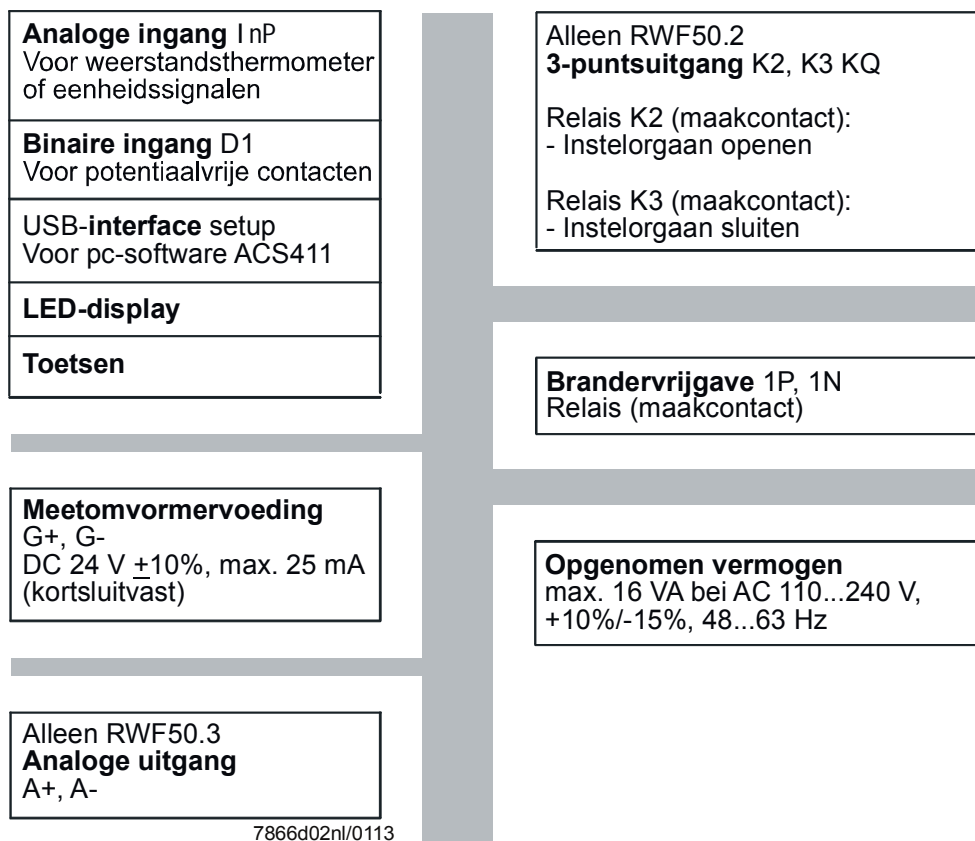 Analoge ingang InP
Voor weerstandsthermometer
of eenheidssignalen
Binaire ingang D1
Voor potentiaalvrije contacten
USB-interface setup
Voor pc-software ACS411
LED-display
Toetsen
Meetomvormervoeding
G+, G-
DC 24 V ±10%, max. 25 mA
(kortsluitvast)
Alleen RWF50.3
Analoge uitgang
A+, A-
7866d02nl/0113
Alleen RWF50.2
3-puntsuitgang K2, K3 KQ
Relais K2 (maakcontact):
- Instelorgaan openen
Relais K3 (maakcontact):
- Instelorgaan sluiten
Brandervrijgave 1P, 1N
Relais (maakcontact)
Opgenomen vermogen
max. 16 VA bei AC 110...240 V,
+10%/-15%, 48...63 Hz